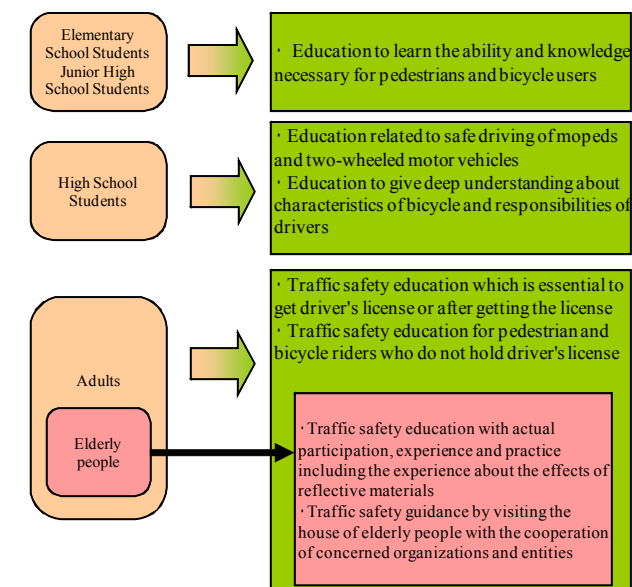 Elementary
School Students
Junior High
School Students
· Education to learn the ability and knowledge
necessary for pedestrians and bicycle users
High School
Students
· Education related to safe driving of mopeds
and two-wheeled motor vehicles
· Education to give deep understanding about
characteristics of bicycle and responsibilities of
drivers
Adults
Elderly
people
· Traffic safety education which is essential to
get driver's license or after getting the license
· Traffic safety education for pedestrian and
bicycle riders who do not hold driver's license
· Traffic safety education with actual
participation, experience and practice
including the experience about the effects of
reflective materials
· Traffic safety guidance by visiting the
house of elderly people with the cooperation
of concerned organizations and entities